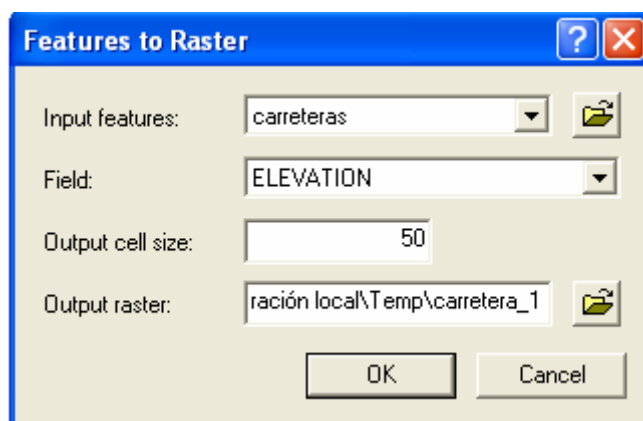 Features to Raster
Input features: carreteras
Field: ELEVATION
Output cell size: 50
Output raster: ración local\Temp\carretera_1
OK Cancel